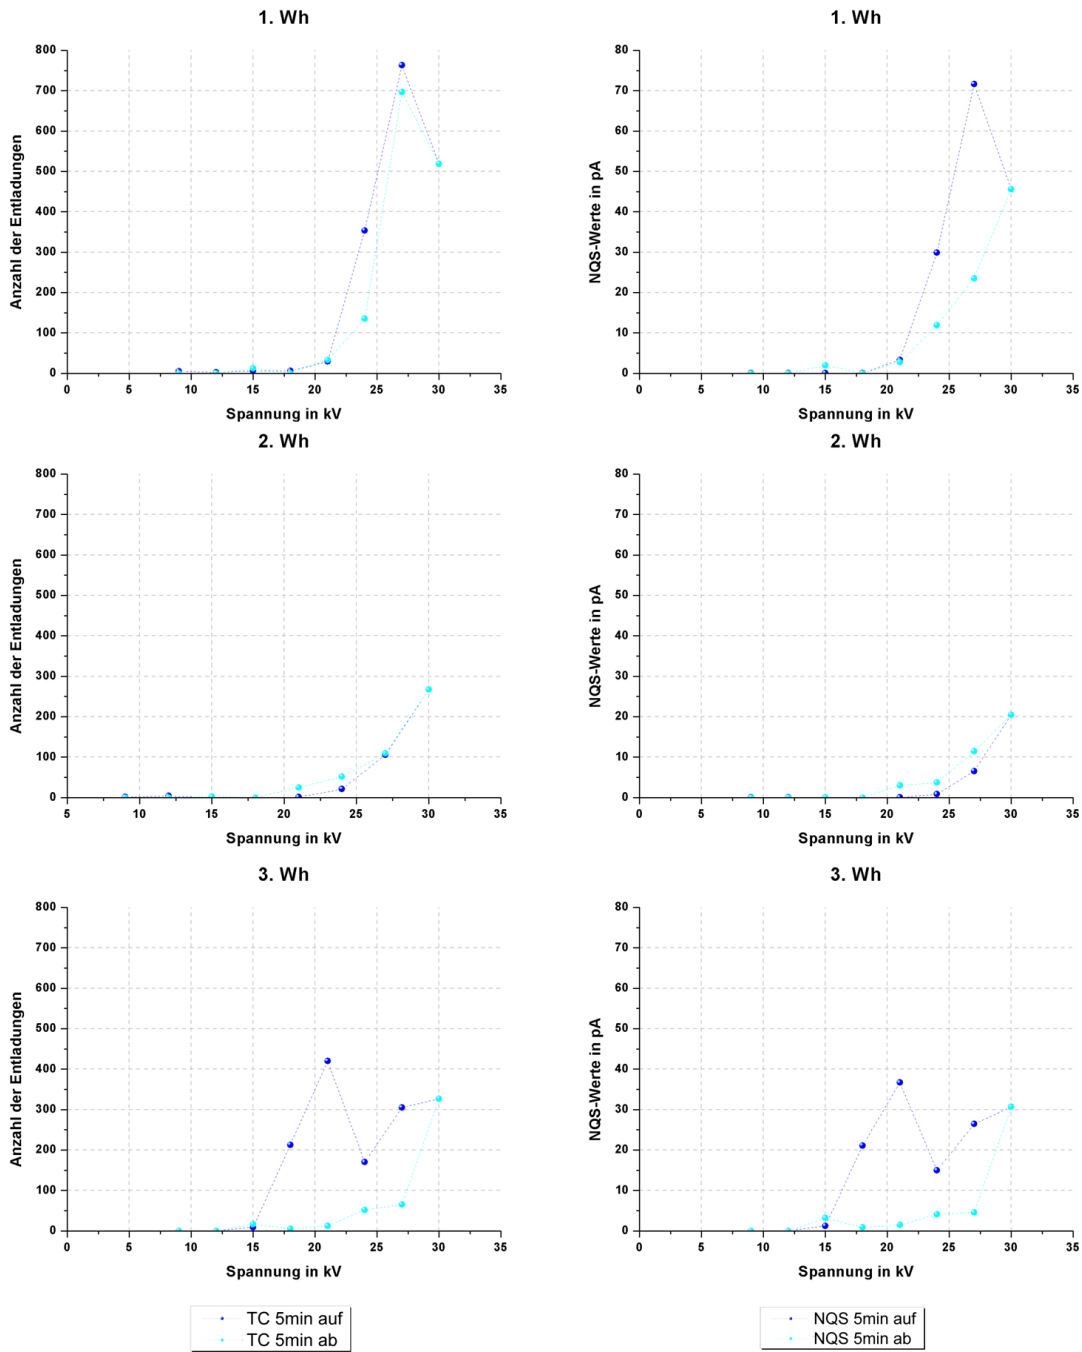 1. Wh
800
700
600
500
400
300
200
100
0
Anzahl der Entladungen
0 5 10 15 20 25 30 35
Spannung in kV
1. Wh
80
70
60
50
40
30
20
10
0
NQS-Werte in pA
0 5 10 15 20 25 30 35
Spannung in kV
2. Wh
800
700
600
500
400
300
200
100
0
Anzahl der Entladungen
5 10 15 20 25 30 35
Spannung in kV
2. Wh
80
70
60
50
40
30
20
10
0
NQS-Werte in pA
0 5 10 15 20 25 30 35
Spannung in kV
3. Wh
800
700
600
500
400
300
200
100
0
Anzahl der Entladungen
0 5 10 15 20 25 30 35
Spannung in kV
3. Wh
80
70
60
50
40
30
20
10
0
NQS-Werte in pA
0 5 10 15 20 25 30 35
Spannung in kV
TC 5min auf
TC 5min ab
NQS 5min auf
NQS 5min ab